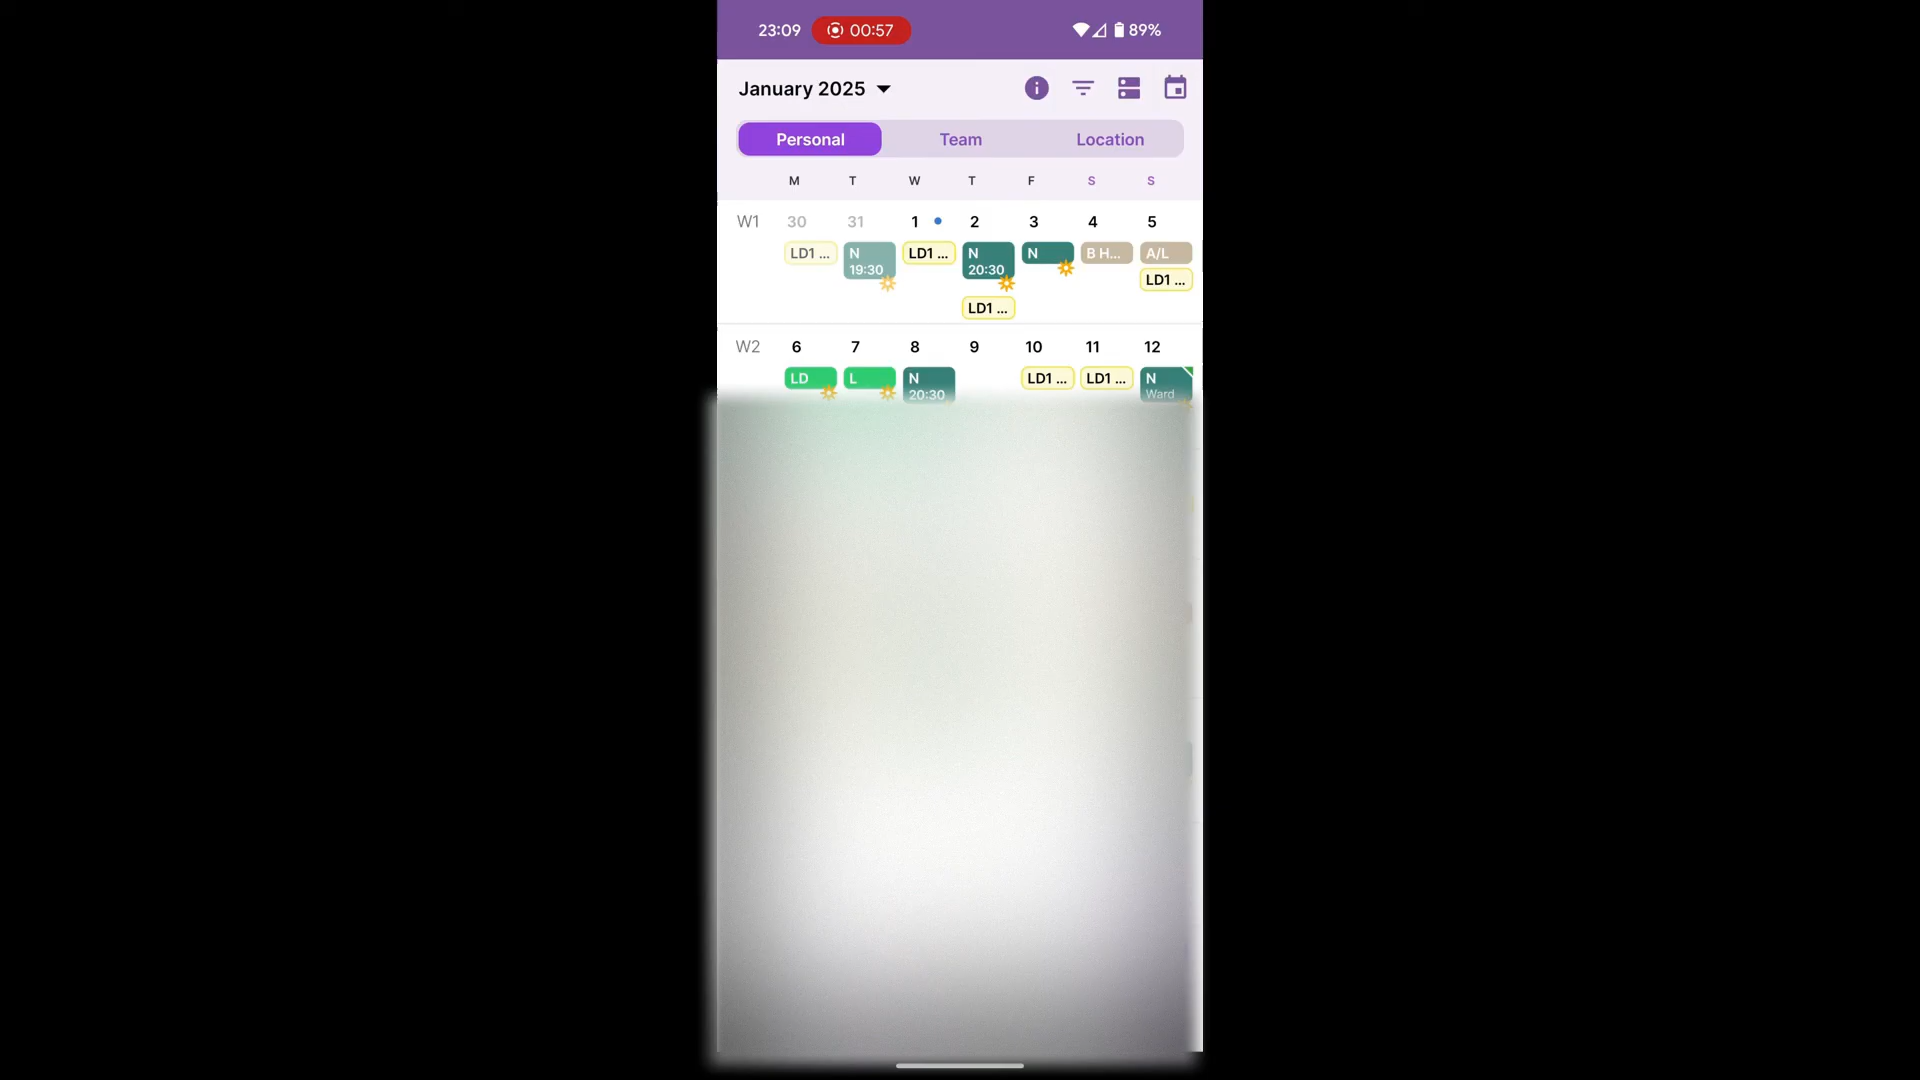 23:09 00:57 89%
January 2025
Personal Team Location
M T W T F S S
W1 30 31 1 2 3 4 5
LD1 ... N LD1 ... N N B H... A/L
19:30 20:30 LD1 ...
LD1 ...
W2 6 7 8 9 10 11 12
LD L N LD1 ... LD1 ... N
20:30 Ward